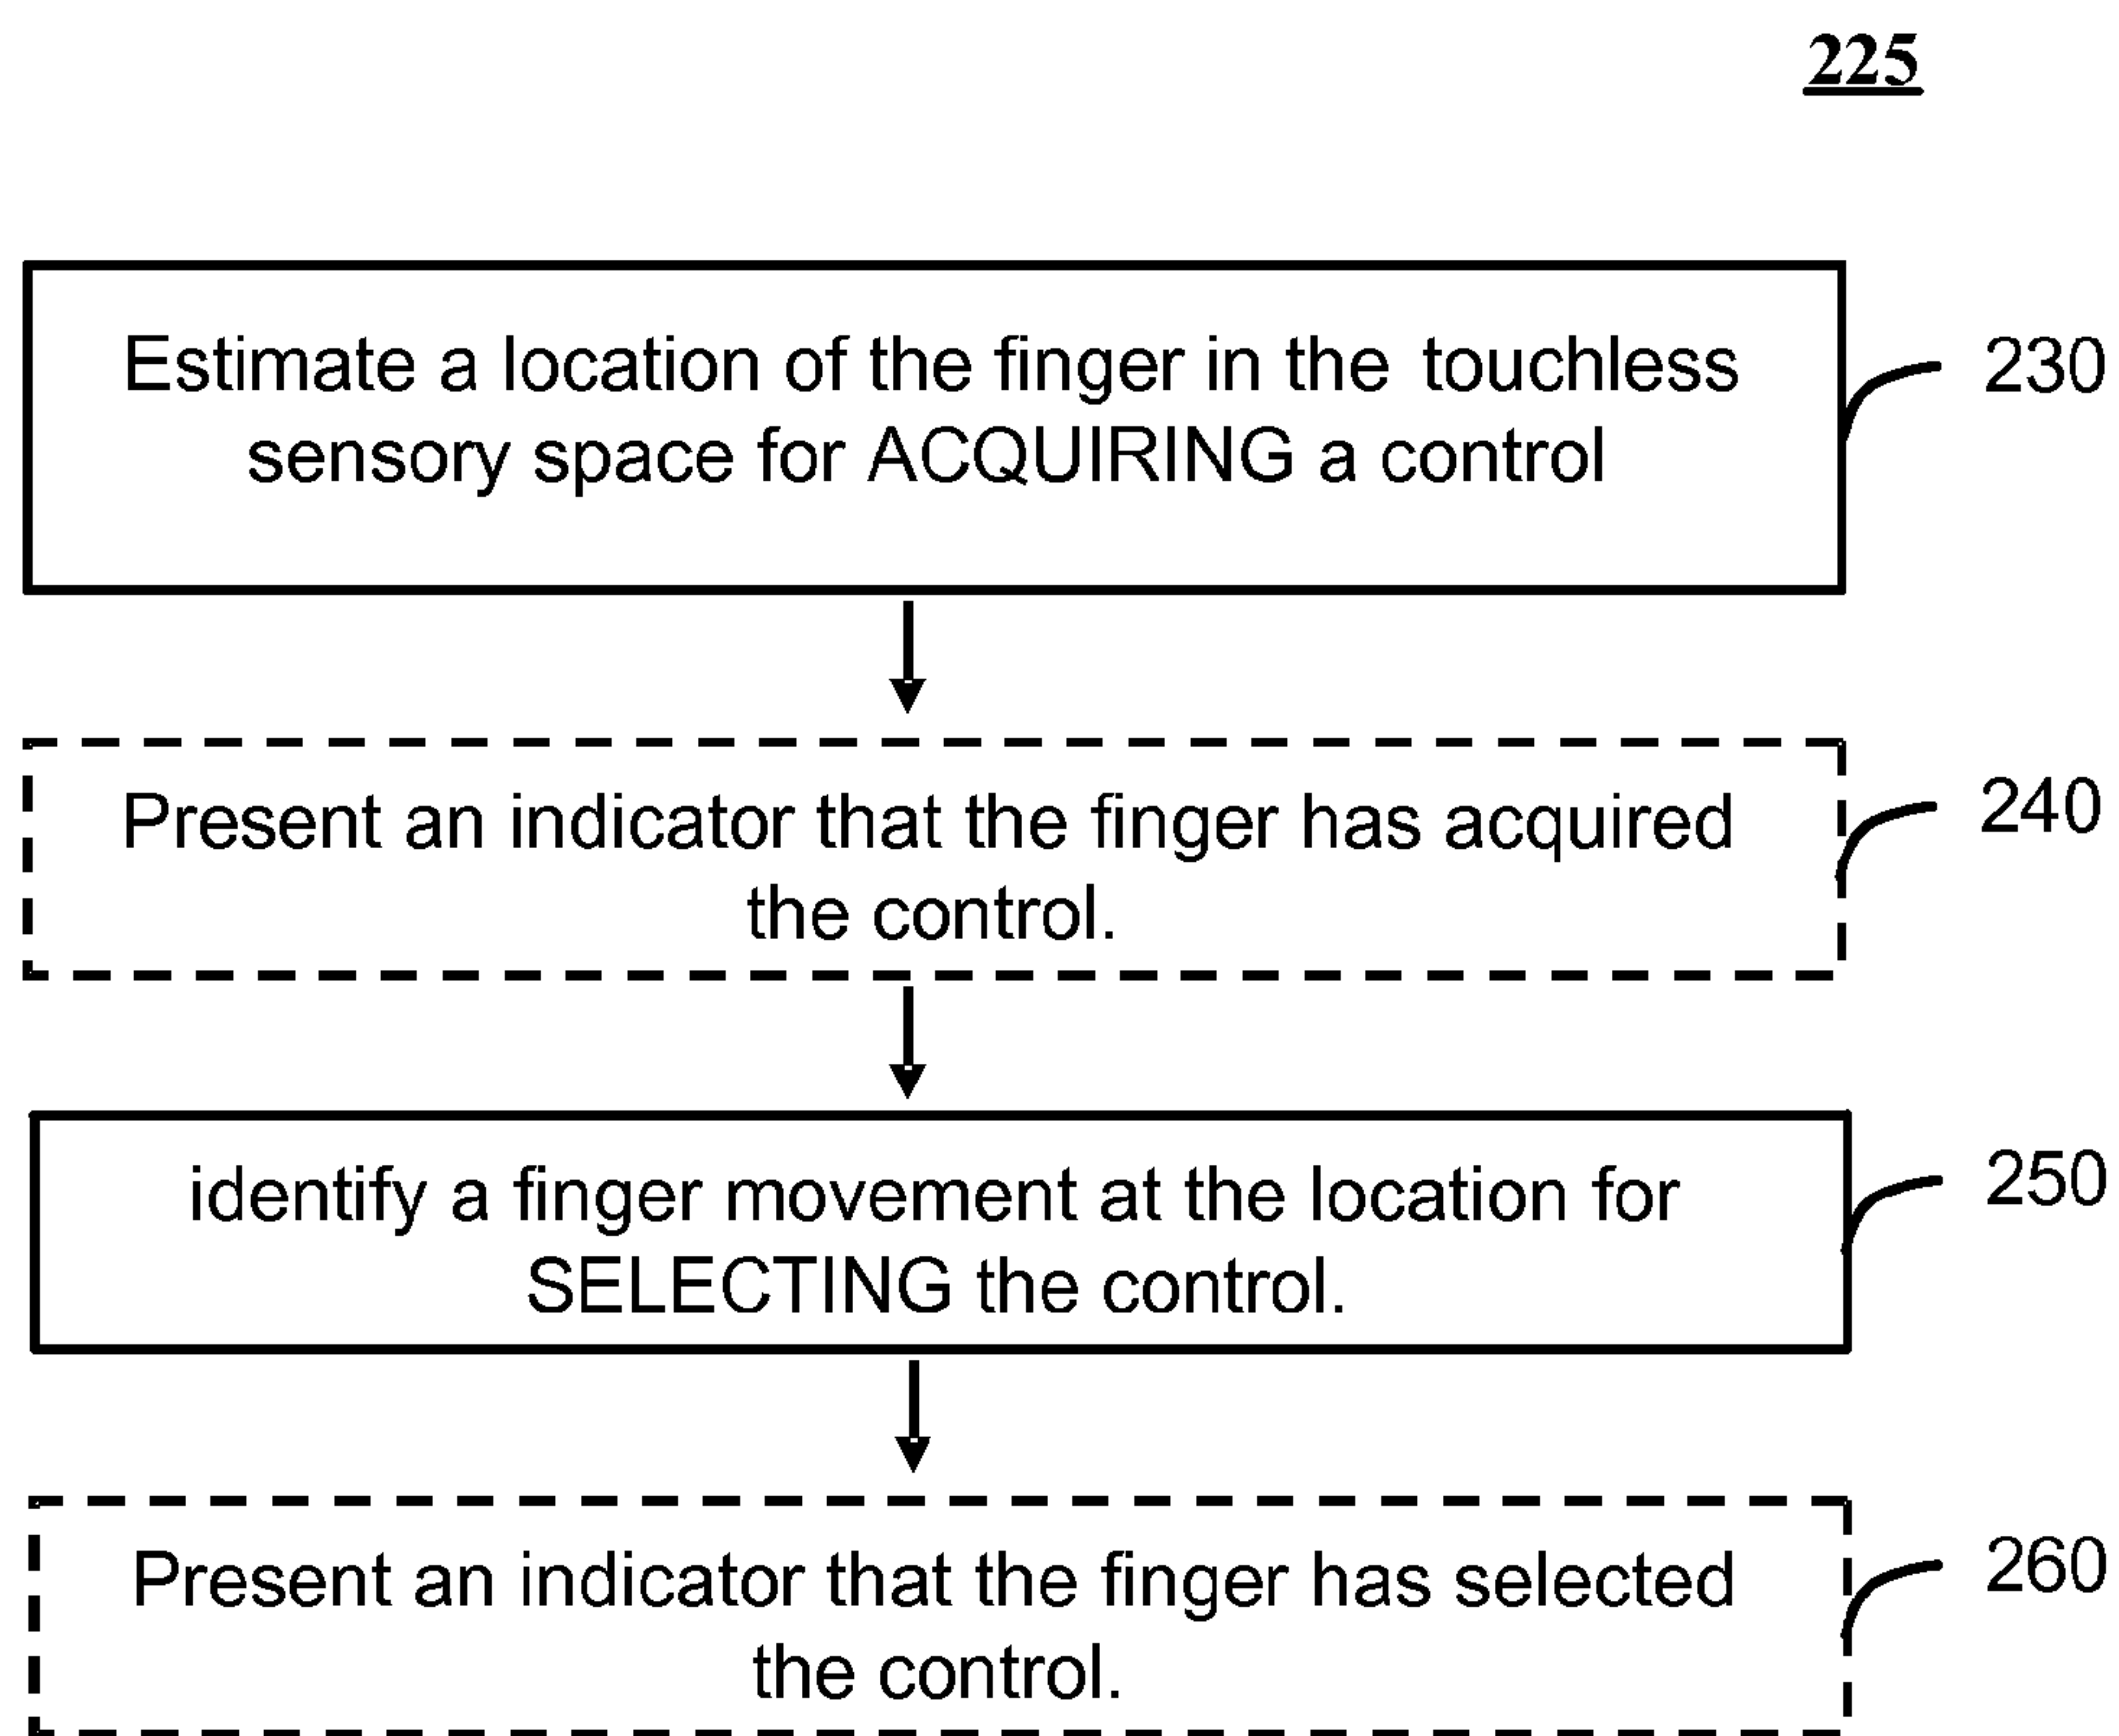 225
Estimate a location of the finger in the touchless
sensory space for ACQUIRING a control
230
Present an indicator that the finger has acquired
the control.
240
identify a finger movement at the location for
SELECTING the control.
250
Present an indicator that the finger has selected
the control.
260